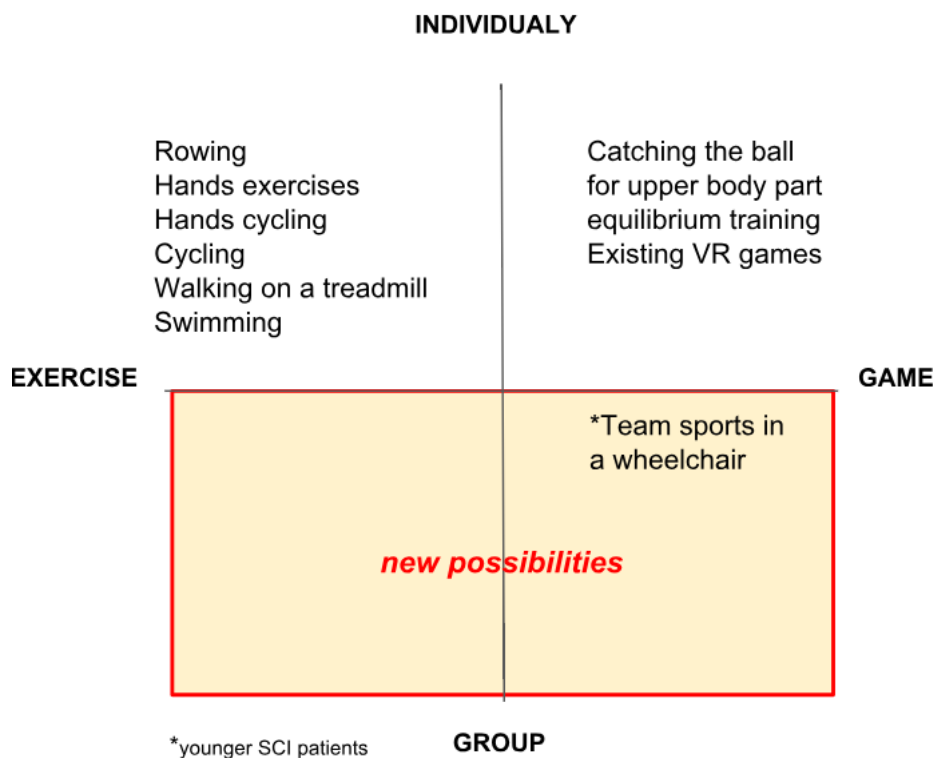 INDIVIDUALY
Rowing
Hands exercises
Hands cycling
Cycling
Walking on a treadmill
Swimming
Catching the ball
for upper body part
equilibrium training
Existing VR games
EXERCISE
GAME
*Team sports in
a wheelchair
new possibilities
*younger SCI patients
GROUP